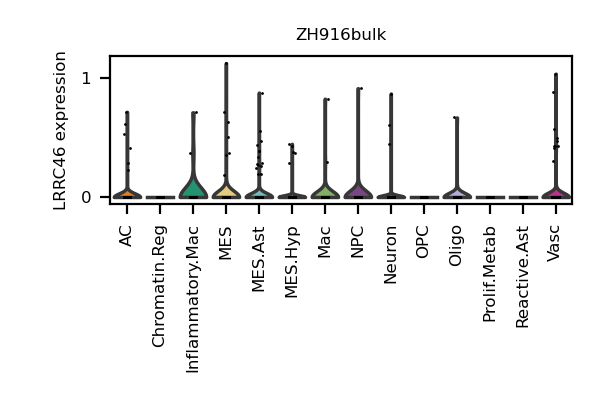 ZH916bulk
LRRC46 expression
1
0
AC
Chromatin.Reg
Inflammatory.Mac
MES
MES.Ast
MES.Hyp
Mac
NPC
Neuron
OPC
Oligo
Prolif.Metab
Reactive.Ast
Vasc